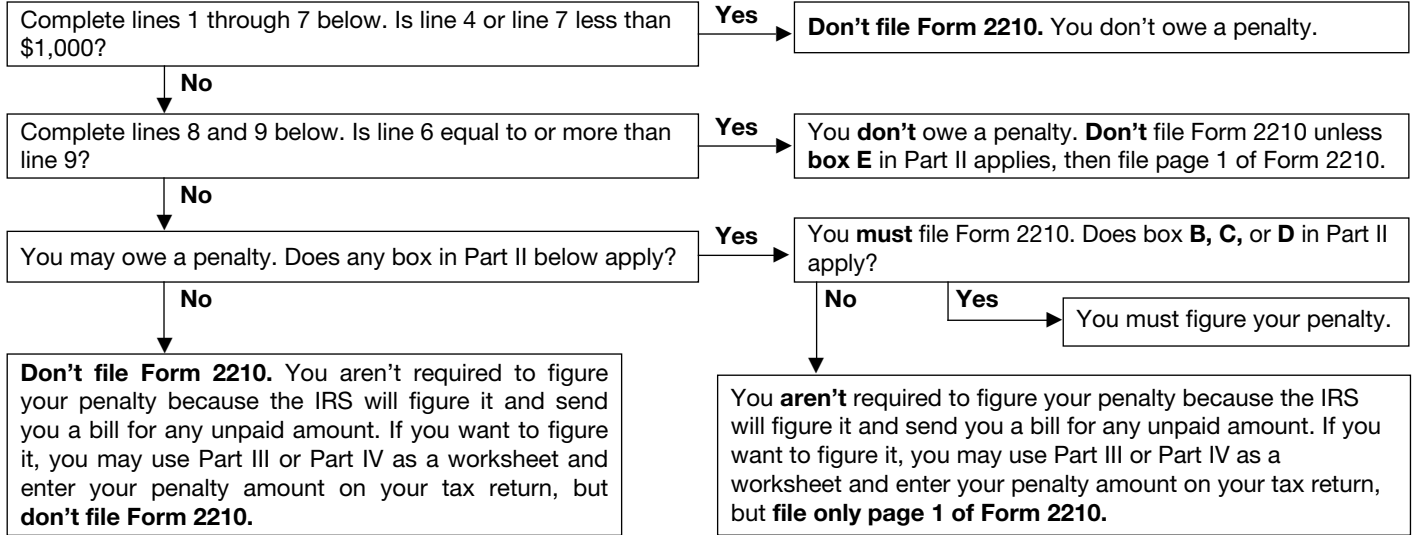 Complete lines 1 through 7 below. Is line 4 or line 7 less than
$1,000?
Yes
Don't file Form 2210. You don't owe a penalty.
No
Complete lines 8 and 9 below. Is line 6 equal to or more than
line 9?
Yes
You don't owe a penalty. Don't file Form 2210 unless
box E in Part II applies, then file page 1 of Form 2210.
No
You may owe a penalty. Does any box in Part II below apply?
Yes
You must file Form 2210. Does box B, C, or D in Part II
apply?
No
Yes
You must figure your penalty.
No
Don't file Form 2210. You aren't required to figure
your penalty because the IRS will figure it and send
you a bill for any unpaid amount. If you want to figure
it, you may use Part III or Part IV as a worksheet and
enter your penalty amount on your tax return, but
don't file Form 2210.
You aren't required to figure your penalty because the IRS
will figure it and send you a bill for any unpaid amount. If you
want to figure it, you may use Part III or Part IV as a
worksheet and enter your penalty amount on your tax return,
but file only page 1 of Form 2210.